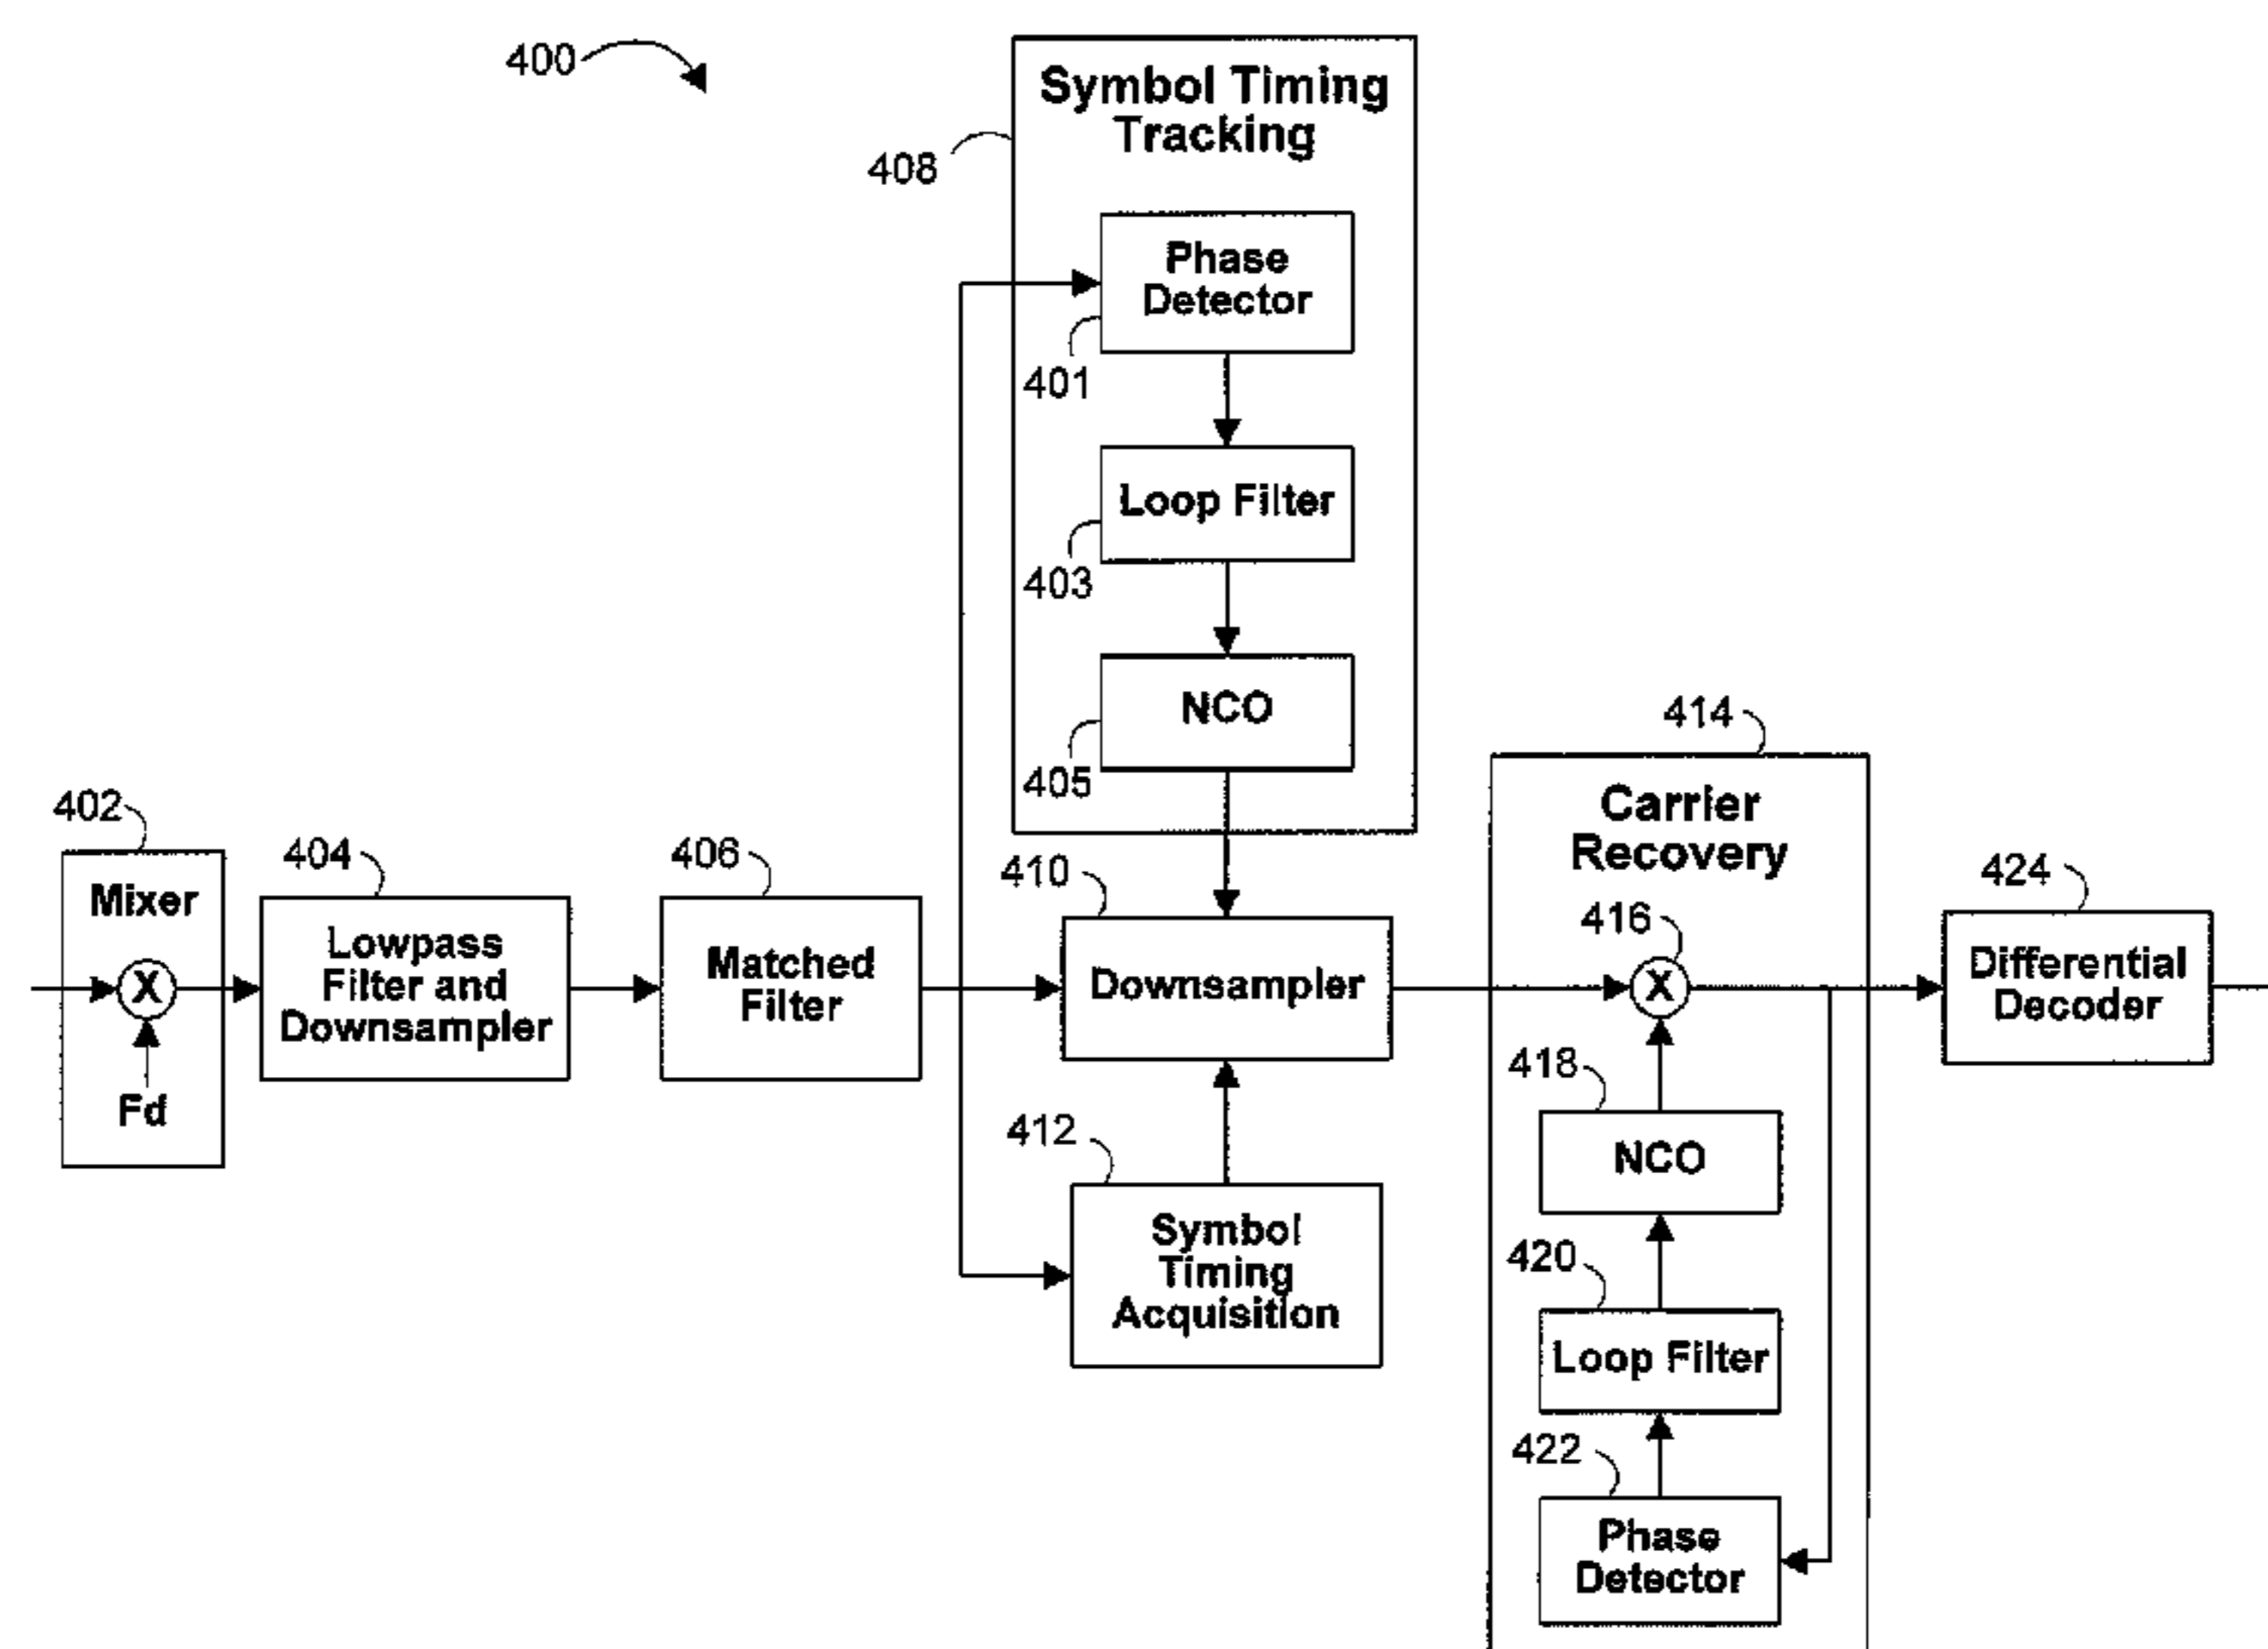 400
Symbol Timing
Tracking
408
Phase
Detector
401
Loop Filter
403
NCO
405
414
Carrier
Recovery
402
Mixer
X
Fd
404
Lowpass
Filter and
Downsampler
406
Matched
Filter
410
Downsampler
416
X
424
Differential
Decoder
412
Symbol
Timing
Acquisition
418
NCO
420
Loop Filter
422
Phase
Detector